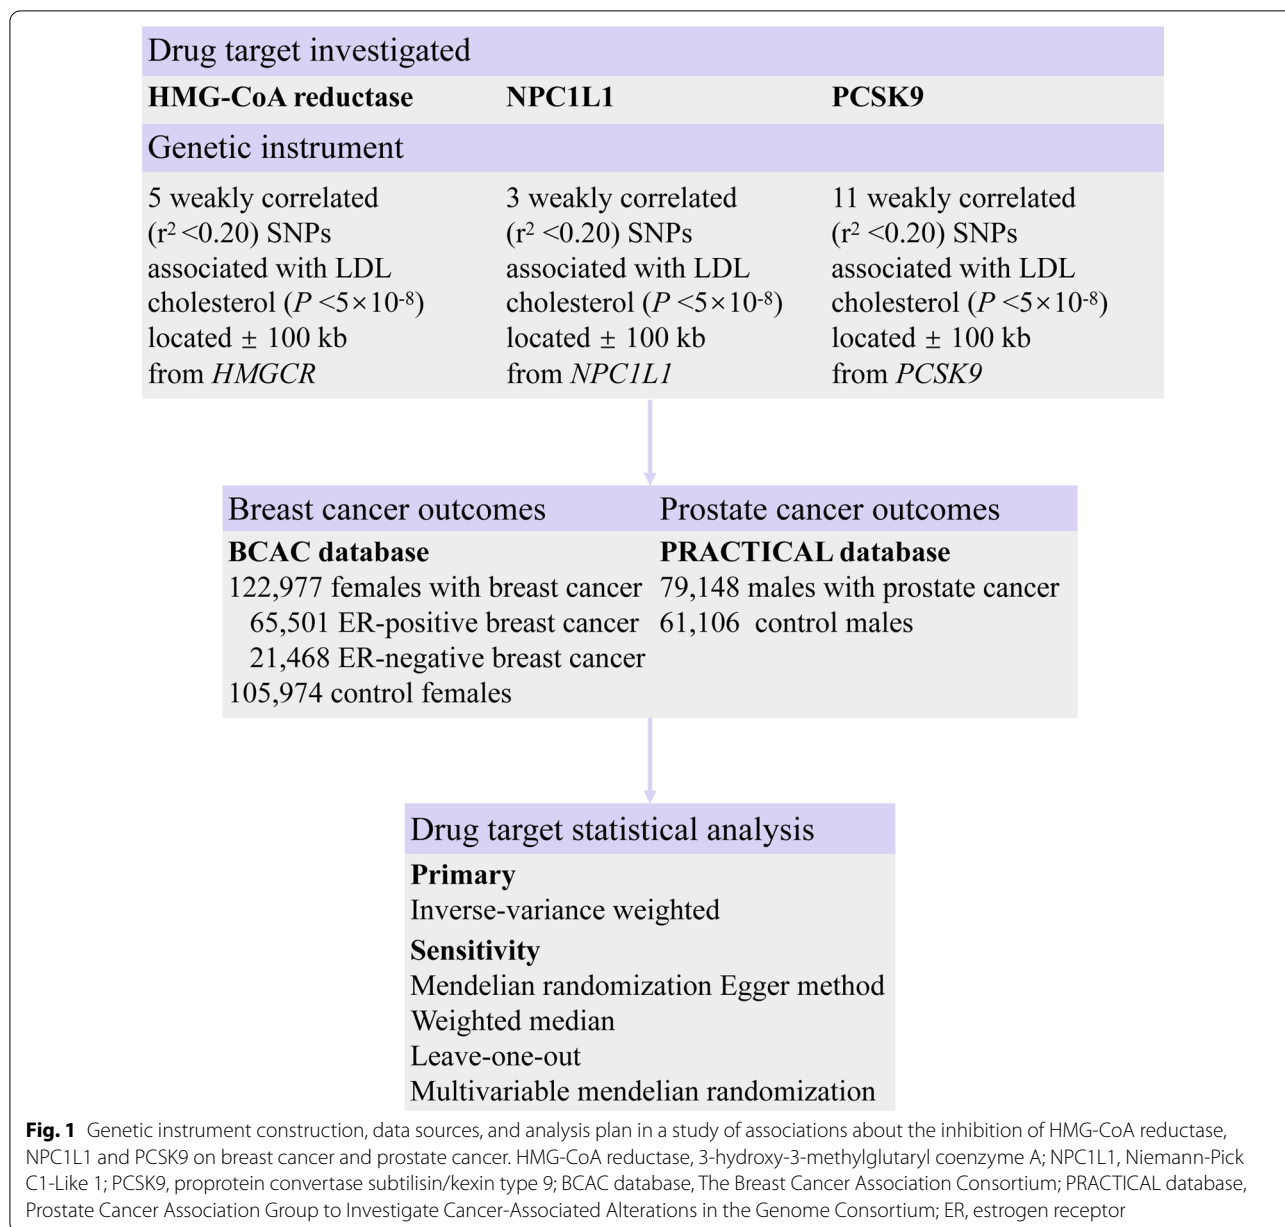 Drug target investigated
HMG-CoA reductase NPC1L1 PCSK9
Genetic instrument
5 weakly correlated
(r² <0.20) SNPs
associated with LDL
cholesterol (P <5×10⁻⁸)
located ± 100 kb
from HMGCR
3 weakly correlated
(r² <0.20) SNPs
associated with LDL
cholesterol (P <5×10⁻⁸)
located ± 100 kb
from NPC1L1
11 weakly correlated
(r² <0.20) SNPs
associated with LDL
cholesterol (P <5×10⁻⁸)
located ± 100 kb
from PCSK9
Breast cancer outcomes
BCAC database
122,977 females with breast cancer
65,501 ER-positive breast cancer
21,468 ER-negative breast cancer
105,974 control females
Prostate cancer outcomes
PRACTICAL database
79,148 males with prostate cancer
61,106 control males
Drug target statistical analysis
Primary
Inverse-variance weighted
Sensitivity
Mendelian randomization Egger method
Weighted median
Leave-one-out
Multivariable mendelian randomization
Fig. 1 Genetic instrument construction, data sources, and analysis plan in a study of associations about the inhibition of HMG-CoA reductase,
NPC1L1 and PCSK9 on breast cancer and prostate cancer. HMG-CoA reductase, 3-hydroxy-3-methylglutaryl coenzyme A; NPC1L1, Niemann-Pick
C1-Like 1; PCSK9, proprotein convertase subtilisin/kexin type 9; BCAC database, The Breast Cancer Association Consortium; PRACTICAL database,
Prostate Cancer Association Group to Investigate Cancer-Associated Alterations in the Genome Consortium; ER, estrogen receptor